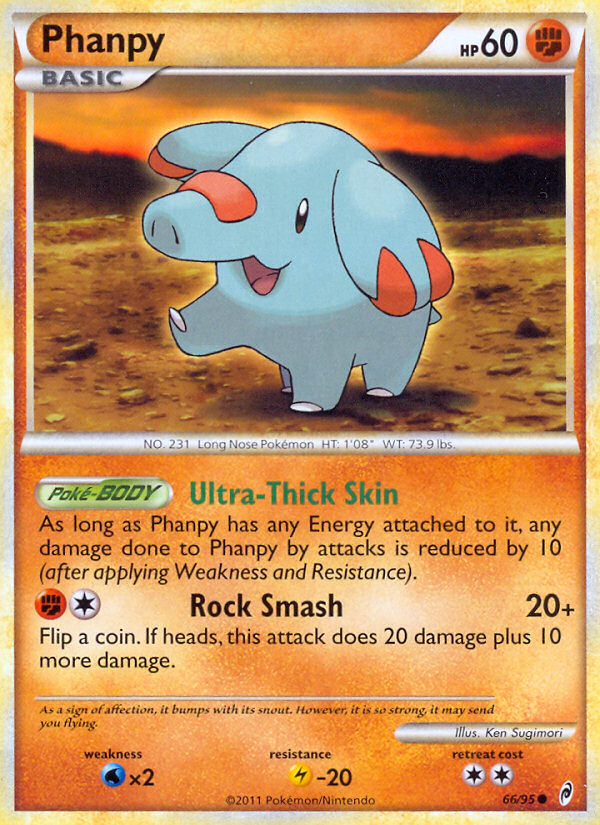 Phanpy
HP 60
BASIC
NO. 231 Long Nose Pokémon HT: 1'08" WT: 73.9 lbs.
Poké-BODY Ultra-Thick Skin
As long as Phanpy has any Energy attached to it, any
damage done to Phanpy by attacks is reduced by 10
(after applying Weakness and Resistance).
Rock Smash 20+
Flip a coin. If heads, this attack does 20 damage plus 10
more damage.
As a sign of affection, it bumps with its snout. However, it is so strong, it may send
you flying.
Illus. Ken Sugimori
weakness resistance retreat cost
×2 -20
©2011 Pokémon/Nintendo 66/95